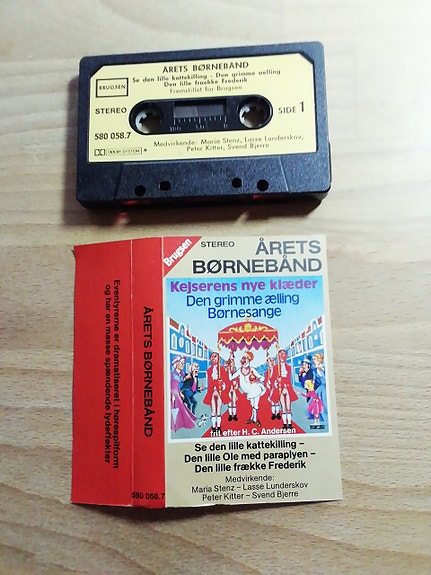 ÅRETS BØRNEBÅND
BRUGSEN
Se den lille kattekilling - Den grimme ælling
Den lille frække Frederik
Fremstillet for Brugsen
STEREO
SIDE 1
580 058.7
DOLBY SYSTEM
Medvirkende: Maria Stenz, Lasse Lunderskov,
Peter Kitter, Svend Bjerre
Eventyrerne er dramatiseret i hørespilform
og har en masse spændende lydeffekter
ÅRETS BØRNEBÅND
580 058.7
Brugsen
STEREO
ÅRETS
BØRNEBÅND
Kejserens nye klæder
Den grimme ælling
Børnesange
frit efter H. C. Andersen
Se den lille kattekilling –
Den lille Ole med paraplyen –
Den lille frække Frederik
Medvirkende:
Maria Stenz – Lasse Lunderskov
Peter Kitter – Svend Bjerre